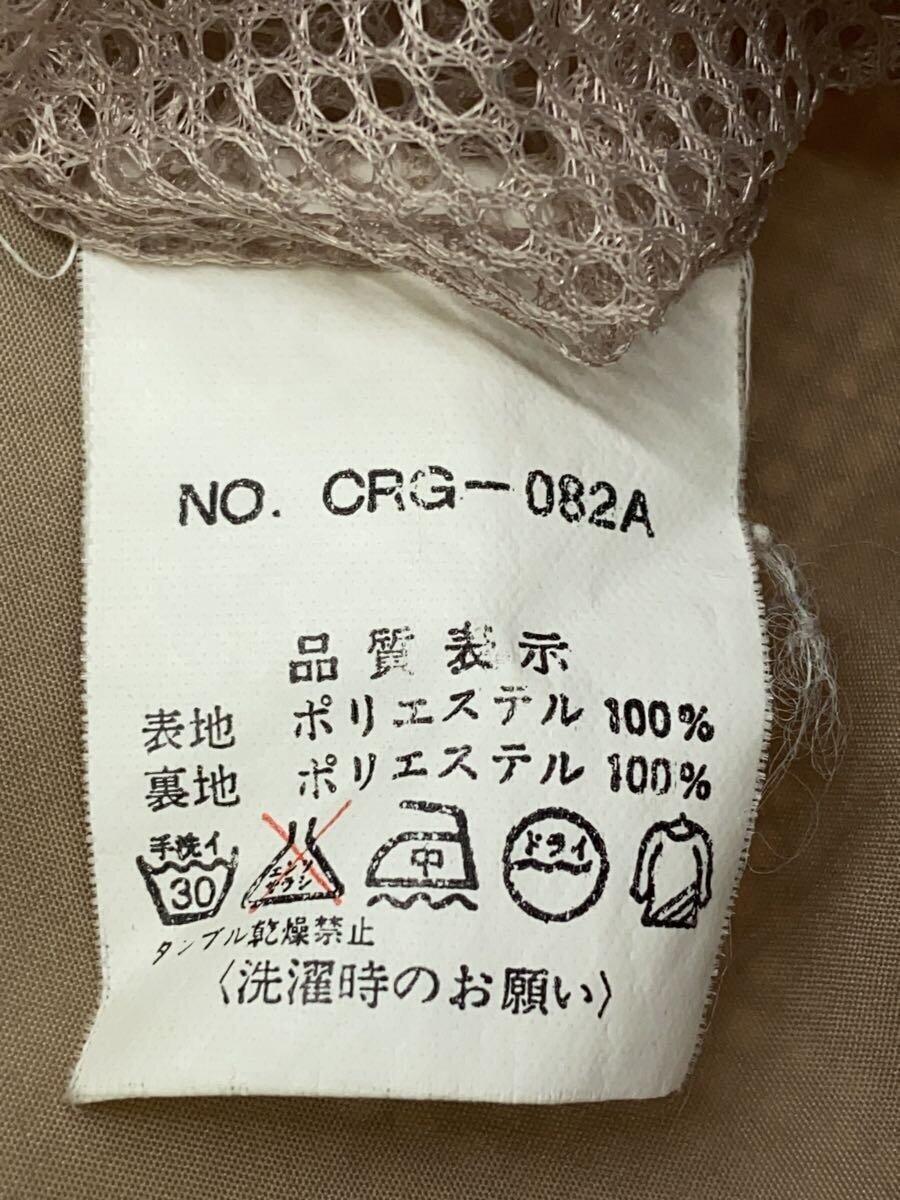 NO. CRG-082A
品質表示
表地 ポリエステル 100%
裏地 ポリエステル 100%
手洗イ
30
エンソ
サラシ
中
ドライ
タンブル乾燥禁止
〈洗濯時のお願い〉